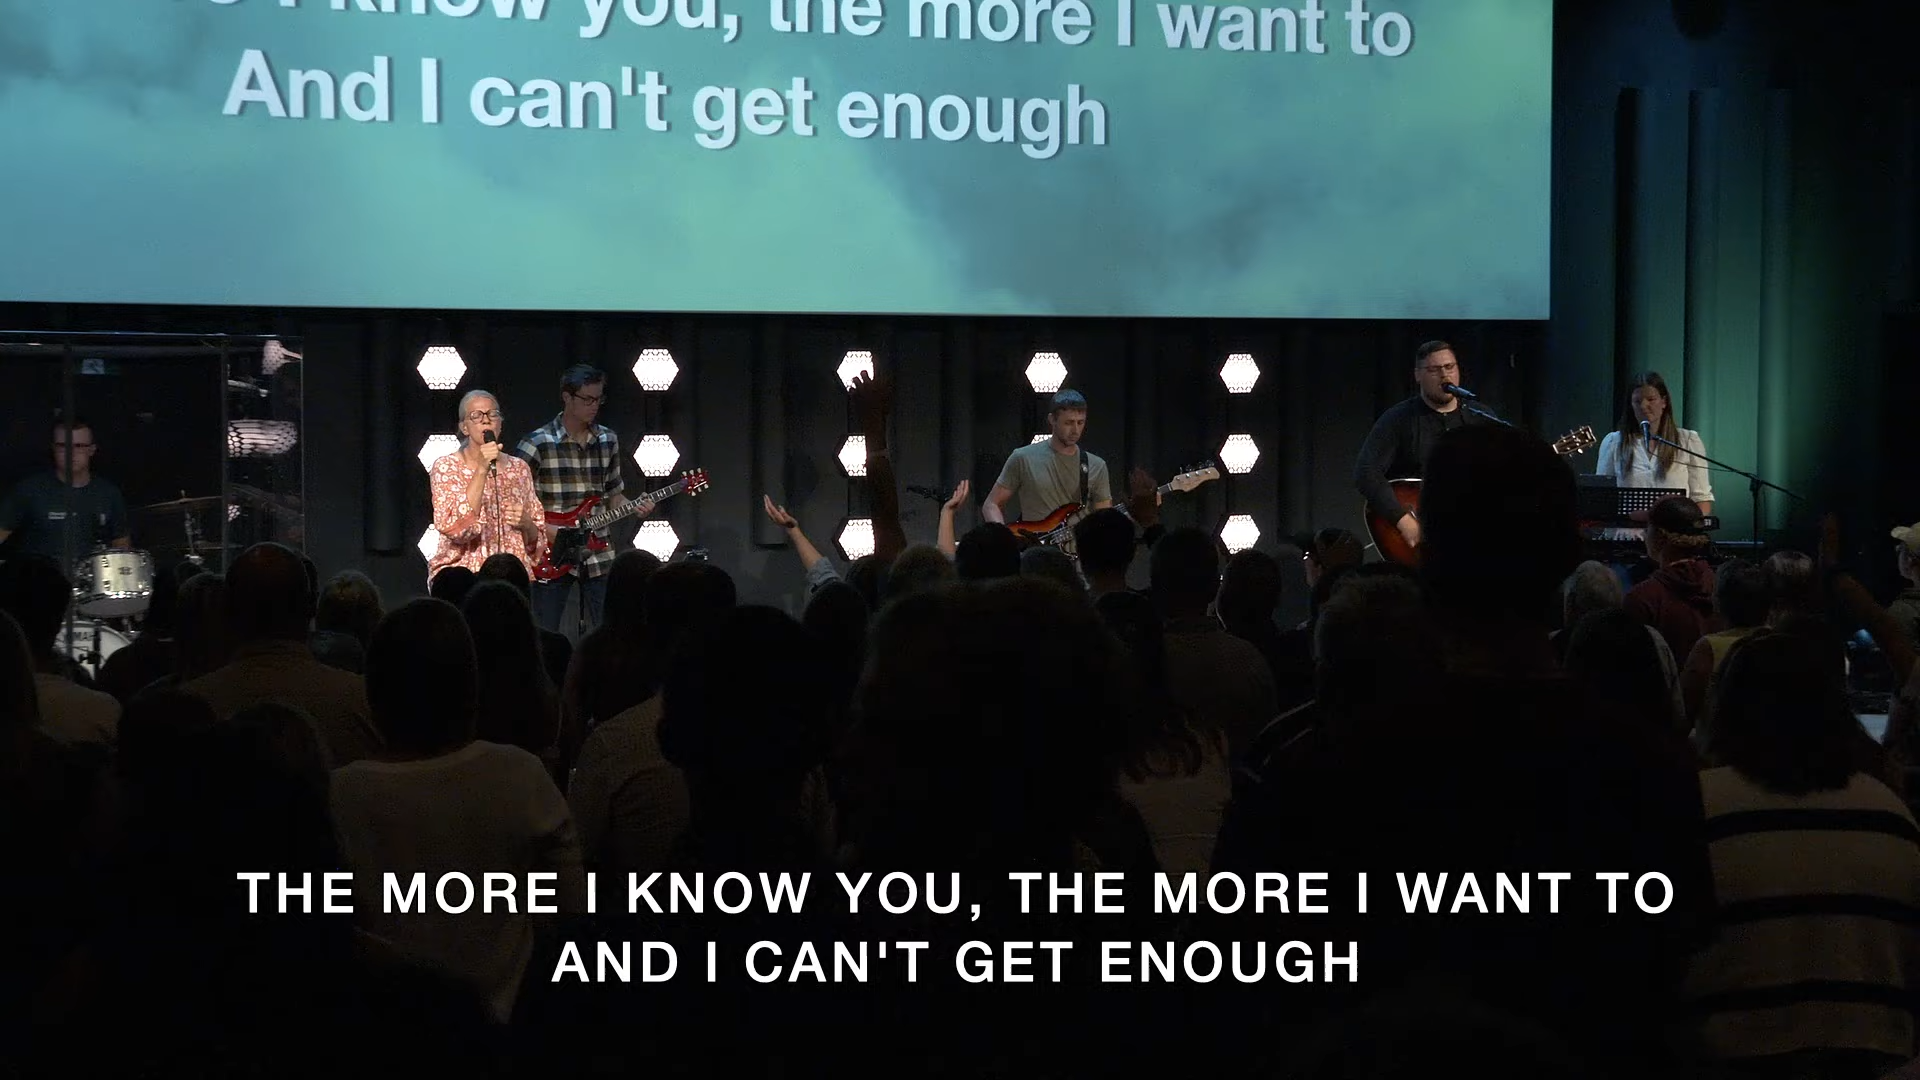 I know you, the more I want to
And I can't get enough
THE MORE I KNOW YOU, THE MORE I WANT TO
AND I CAN'T GET ENOUGH